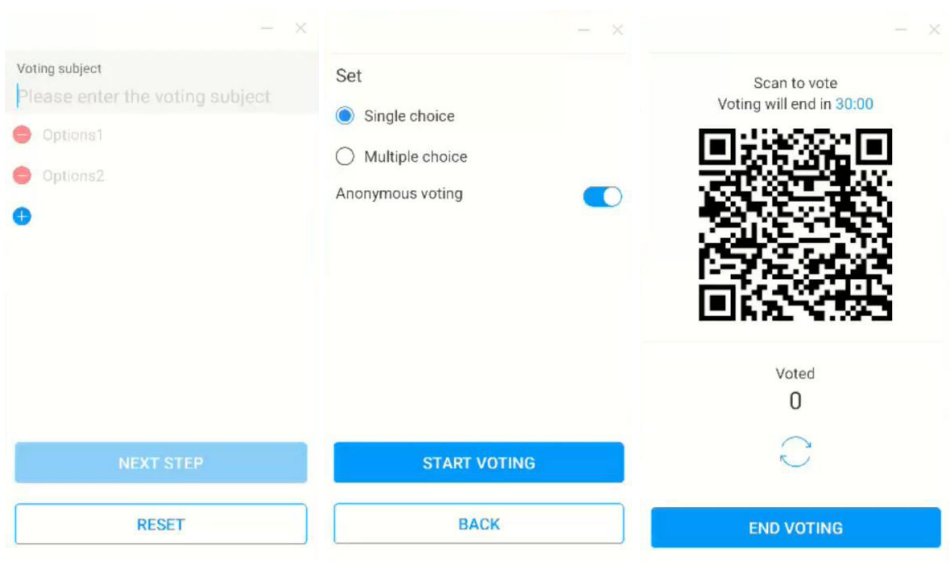 Voting subject
Please enter the voting subject
Options1
Options2
NEXT STEP
RESET
Set
Single choice
Multiple choice
Anonymous voting
START VOTING
BACK
Scan to vote
Voting will end in 30:00
Voted
0
END VOTING